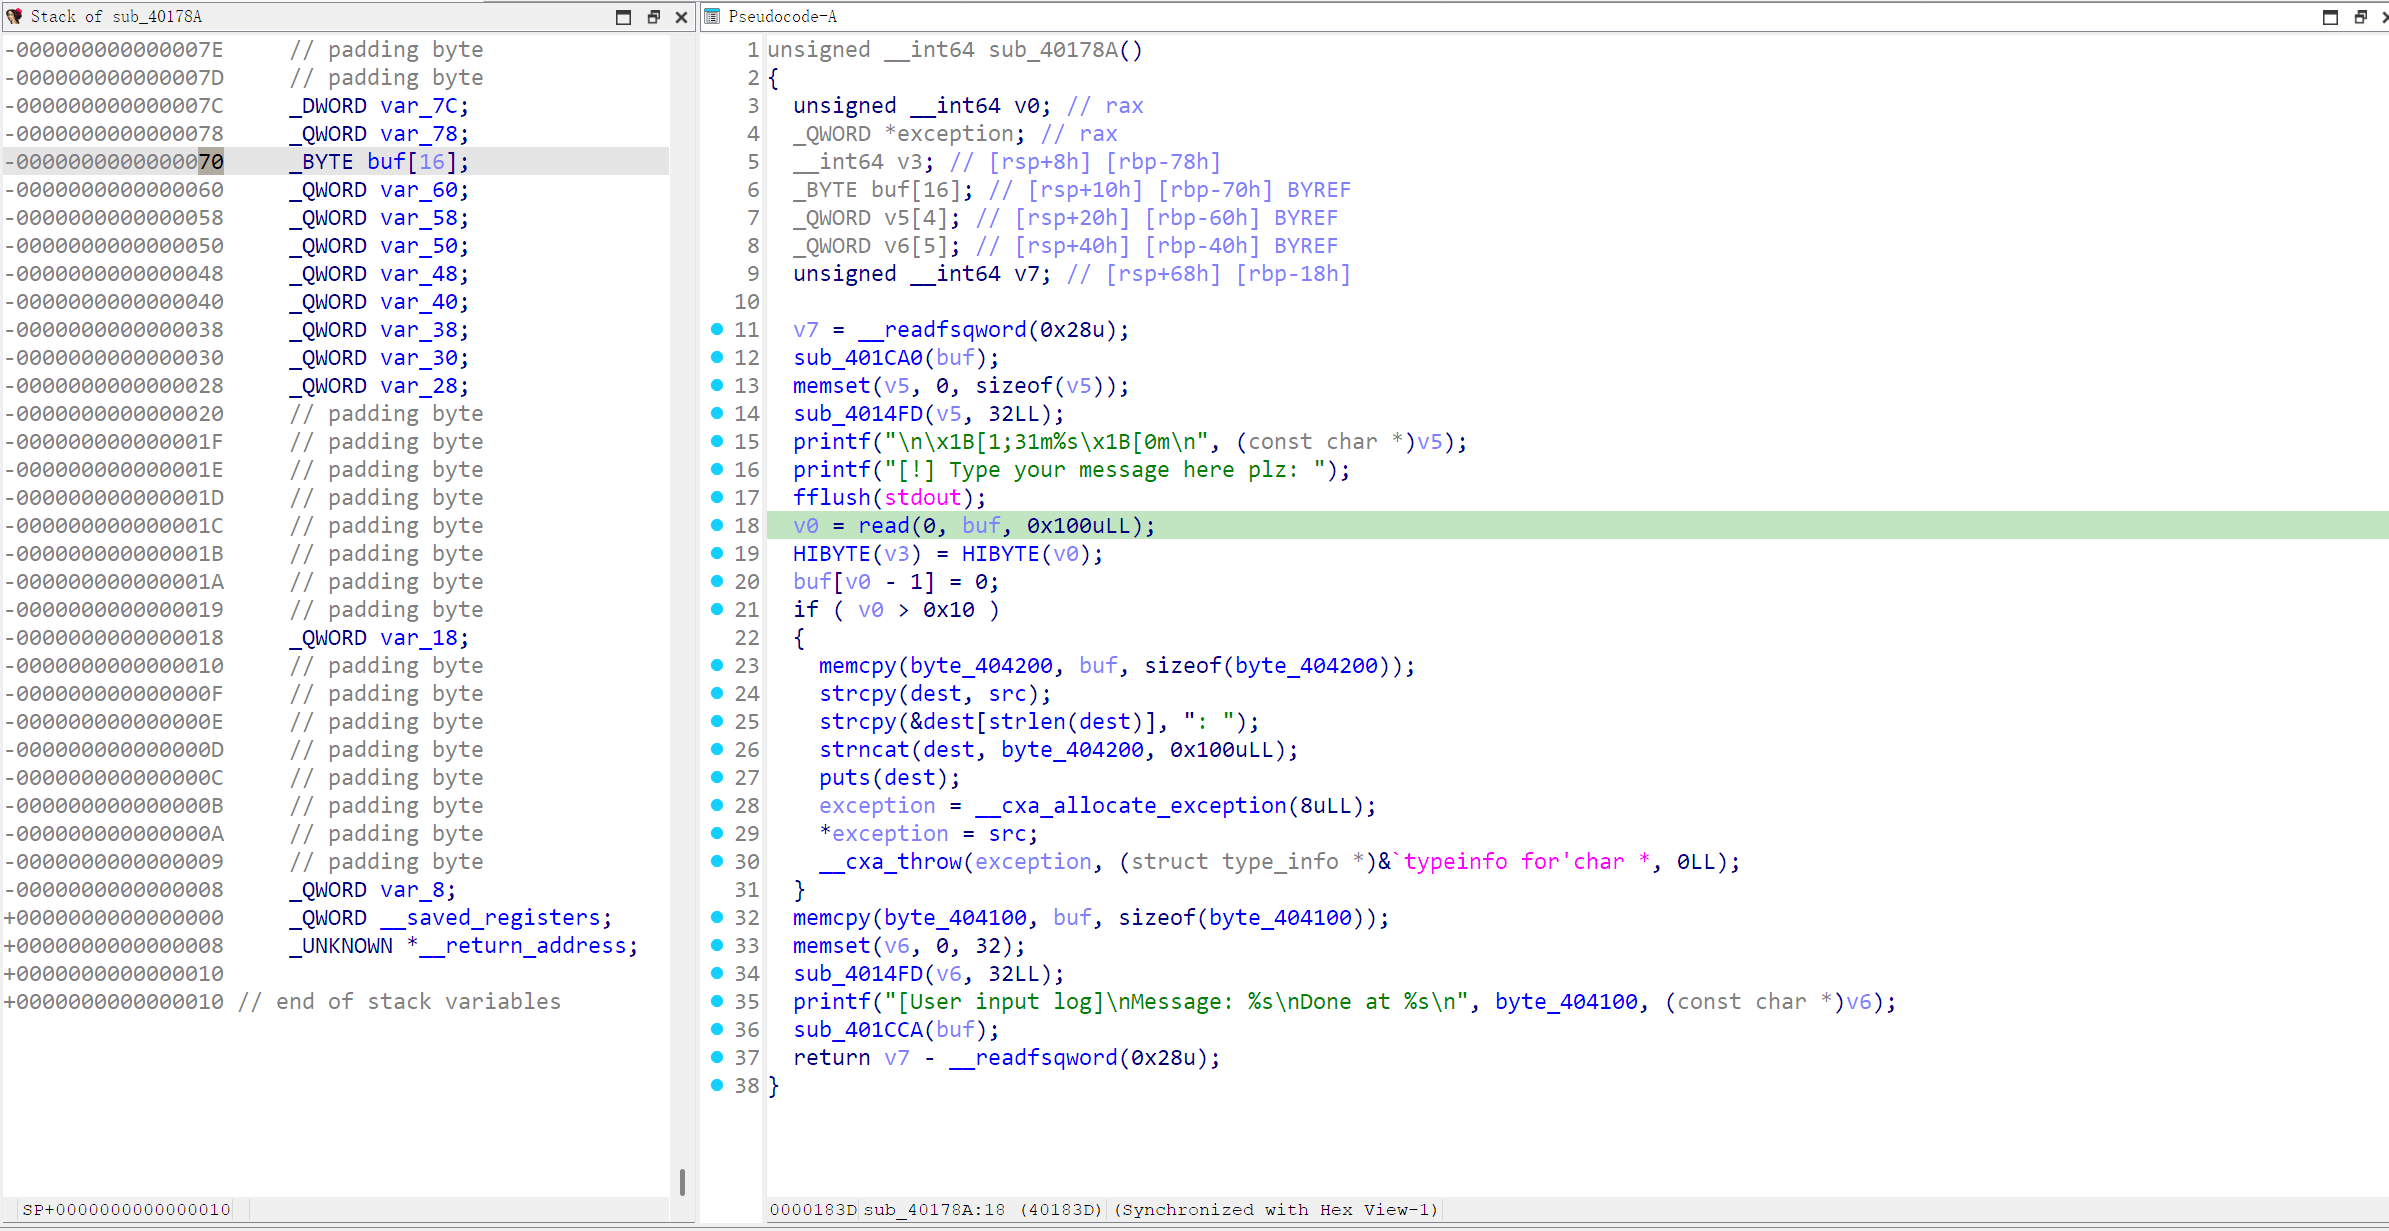 Stack of sub_40178A
-000000000000007E // padding byte
-000000000000007D // padding byte
-000000000000007C _DWORD var_7C;
-0000000000000078 _QWORD var_78;
-0000000000000070 _BYTE buf[16];
-0000000000000060 _QWORD var_60;
-0000000000000058 _QWORD var_58;
-0000000000000050 _QWORD var_50;
-0000000000000048 _QWORD var_48;
-0000000000000040 _QWORD var_40;
-0000000000000038 _QWORD var_38;
-0000000000000030 _QWORD var_30;
-0000000000000028 _QWORD var_28;
-0000000000000020 // padding byte
-000000000000001F // padding byte
-000000000000001E // padding byte
-000000000000001D // padding byte
-000000000000001C // padding byte
-000000000000001B // padding byte
-000000000000001A // padding byte
-0000000000000019 // padding byte
-0000000000000018 _QWORD var_18;
-0000000000000010 // padding byte
-000000000000000F // padding byte
-000000000000000E // padding byte
-000000000000000D // padding byte
-000000000000000C // padding byte
-000000000000000B // padding byte
-000000000000000A // padding byte
-0000000000000009 // padding byte
-0000000000000008 _QWORD var_8;
+0000000000000000 _QWORD __saved_registers;
+0000000000000008 _UNKNOWN *__return_address;
+0000000000000010
+0000000000000010 // end of stack variables
SP+0000000000000010
Pseudocode-A
1 unsigned __int64 sub_40178A()
2 {
3 unsigned __int64 v0; // rax
4 _QWORD *exception; // rax
5 __int64 v3; // [rsp+8h] [rbp-78h]
6 _BYTE buf[16]; // [rsp+10h] [rbp-70h] BYREF
7 _QWORD v5[4]; // [rsp+20h] [rbp-60h] BYREF
8 _QWORD v6[5]; // [rsp+40h] [rbp-40h] BYREF
9 unsigned __int64 v7; // [rsp+68h] [rbp-18h]
10
11 v7 = __readfsqword(0x28u);
12 sub_401CA0(buf);
13 memset(v5, 0, sizeof(v5));
14 sub_4014FD(v5, 32LL);
15 printf("\n\x1B[1;31m%s\x1B[0m\n", (const char *)v5);
16 printf("[!] Type your message here plz: ");
17 fflush(stdout);
18 v0 = read(0, buf, 0x100uLL);
19 HIBYTE(v3) = HIBYTE(v0);
20 buf[v0 - 1] = 0;
21 if ( v0 > 0x10 )
22 {
23 memcpy(byte_404200, buf, sizeof(byte_404200));
24 strcpy(dest, src);
25 strcpy(&dest[strlen(dest)], ": ");
26 strncat(dest, byte_404200, 0x100uLL);
27 puts(dest);
28 exception = __cxa_allocate_exception(8uLL);
29 *exception = src;
30 __cxa_throw(exception, (struct type_info *)&`typeinfo for'char *, 0LL);
31 }
32 memcpy(byte_404100, buf, sizeof(byte_404100));
33 memset(v6, 0, 32);
34 sub_4014FD(v6, 32LL);
35 printf("[User input log]\nMessage: %s\nDone at %s\n", byte_404100, (const char *)v6);
36 sub_401CCA(buf);
37 return v7 - __readfsqword(0x28u);
38 }
0000183D sub_40178A:18 (40183D) (Synchronized with Hex View-1)